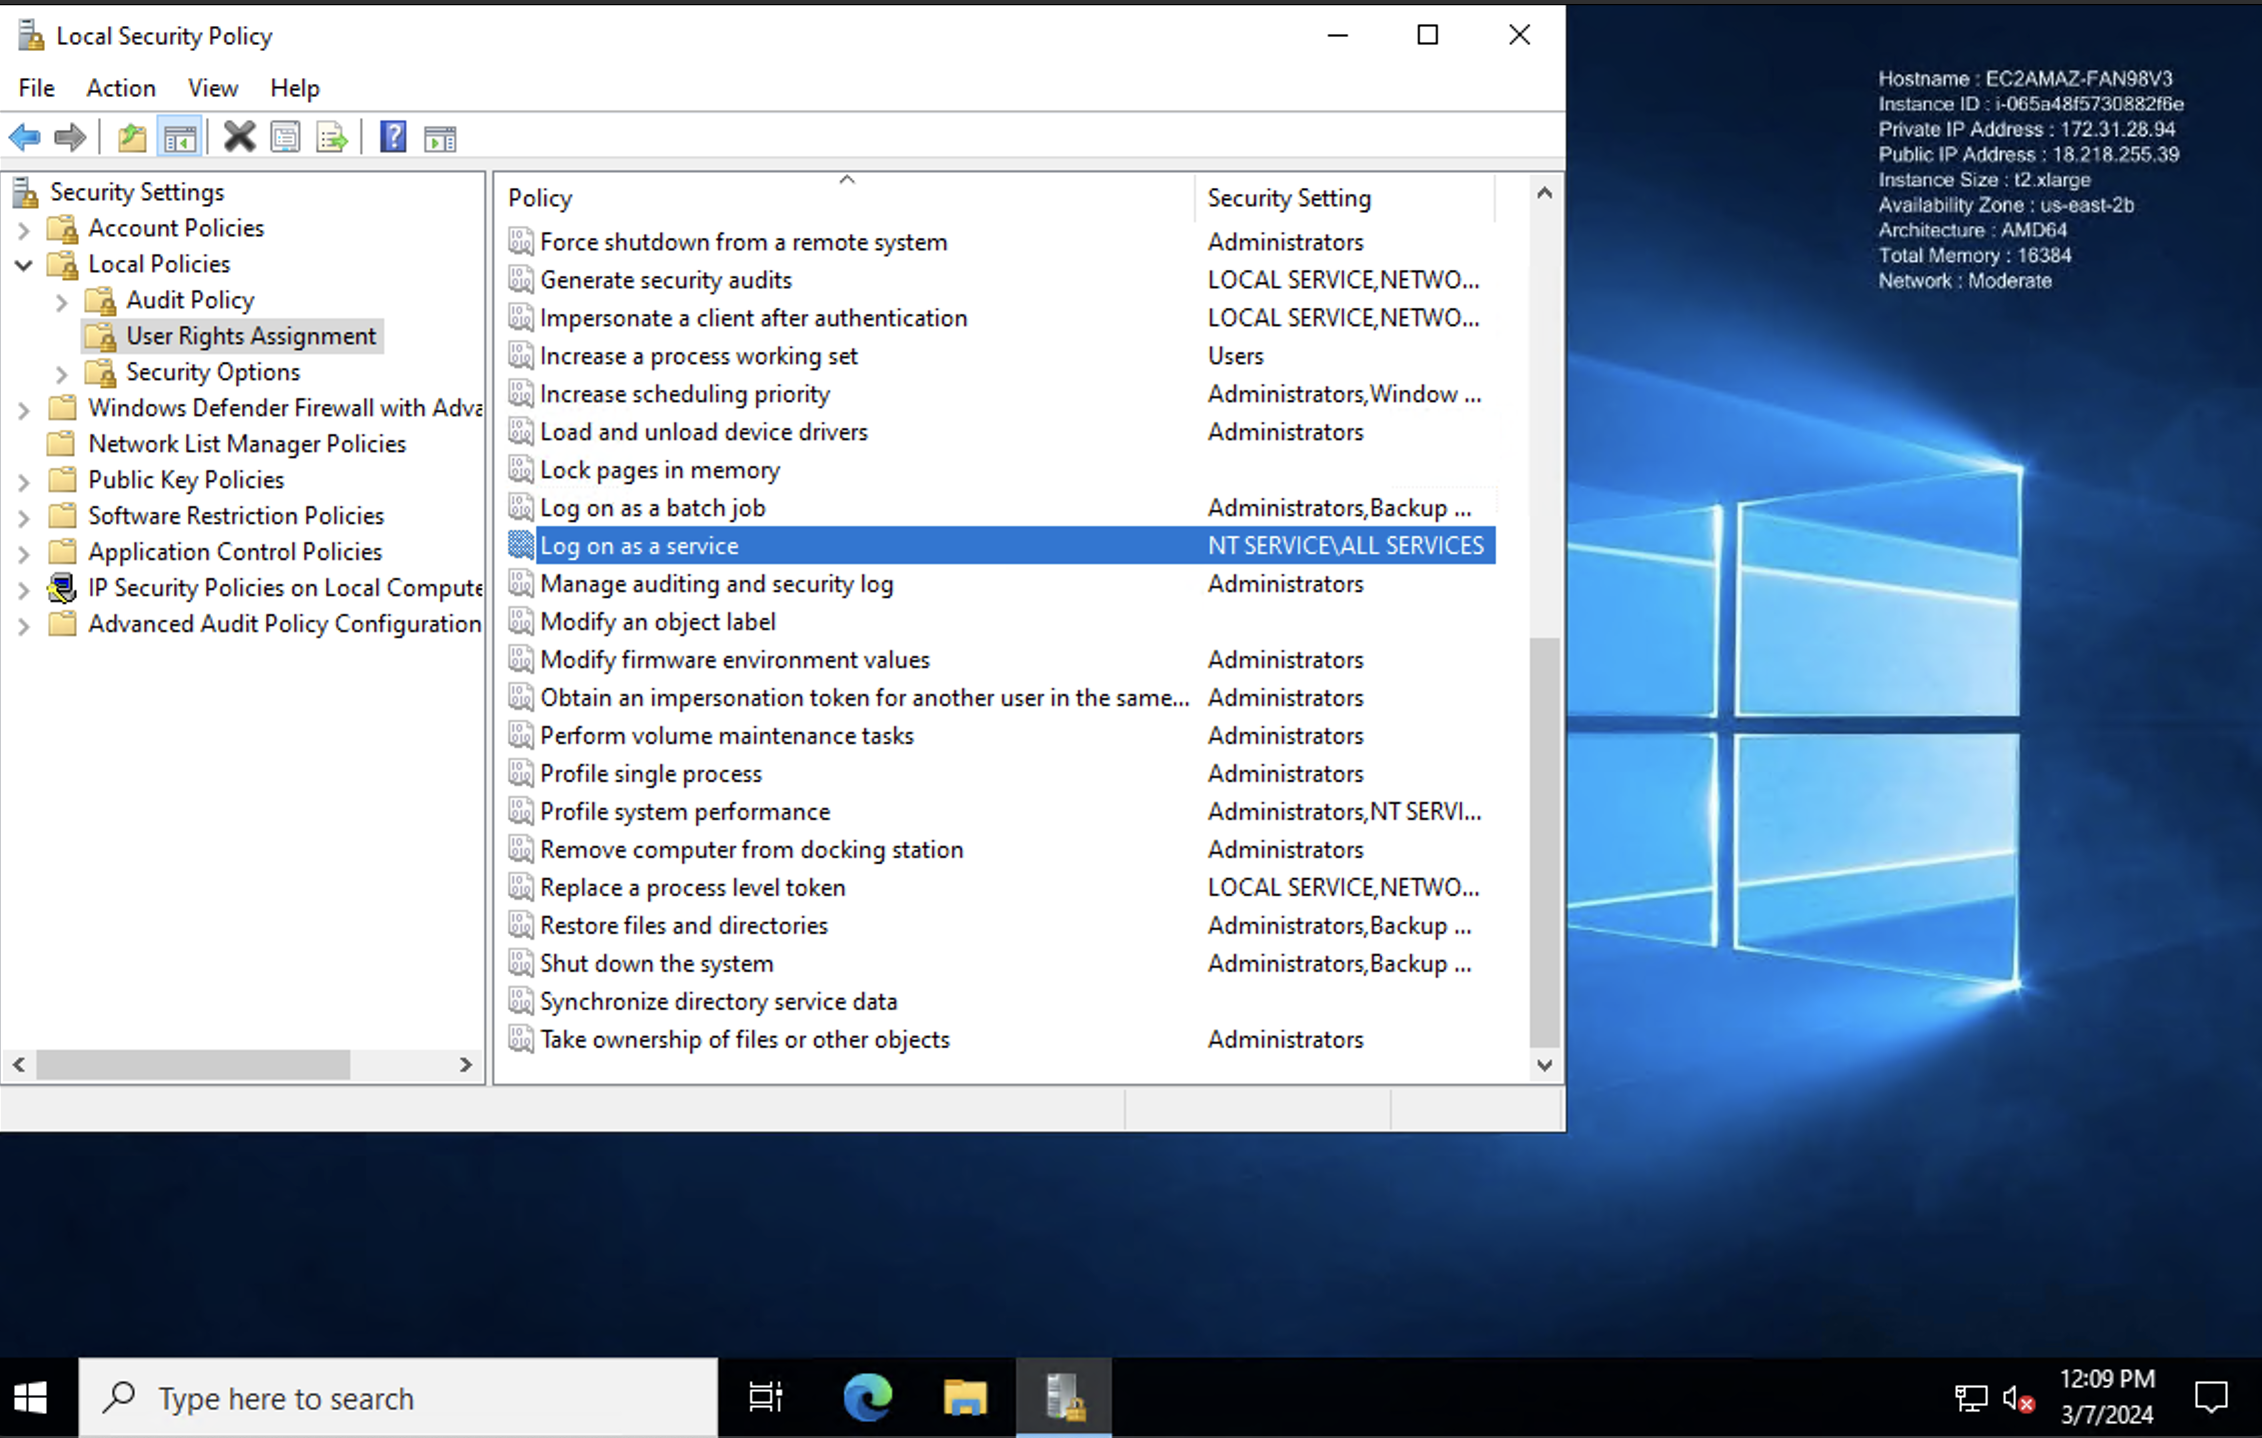 Local Security Policy
File Action View Help
Security Settings
Account Policies
Local Policies
Audit Policy
User Rights Assignment
Security Options
Windows Defender Firewall with Adva
Network List Manager Policies
Public Key Policies
Software Restriction Policies
Application Control Policies
IP Security Policies on Local Compute
Advanced Audit Policy Configuration
Policy Security Setting
Force shutdown from a remote system Administrators
Generate security audits LOCAL SERVICE,NETWO...
Impersonate a client after authentication LOCAL SERVICE,NETWO...
Increase a process working set Users
Increase scheduling priority Administrators,Window ...
Load and unload device drivers Administrators
Lock pages in memory
Log on as a batch job Administrators,Backup ...
Log on as a service NT SERVICE\ALL SERVICES
Manage auditing and security log Administrators
Modify an object label
Modify firmware environment values Administrators
Obtain an impersonation token for another user in the same... Administrators
Perform volume maintenance tasks Administrators
Profile single process Administrators
Profile system performance Administrators,NT SERVI...
Remove computer from docking station Administrators
Replace a process level token LOCAL SERVICE,NETWO...
Restore files and directories Administrators,Backup ...
Shut down the system Administrators,Backup ...
Synchronize directory service data
Take ownership of files or other objects Administrators
Hostname : EC2AMAZ-FAN98V3
Instance ID : i-065a48f5730882f6e
Private IP Address : 172.31.28.94
Public IP Address : 18.218.255.39
Instance Size : t2.xlarge
Availability Zone : us-east-2b
Architecture : AMD64
Total Memory : 16384
Network : Moderate
Type here to search
12:09 PM
3/7/2024